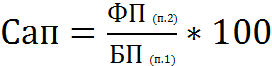 Сап = ФП (п.2) / БП (п.1) * 100